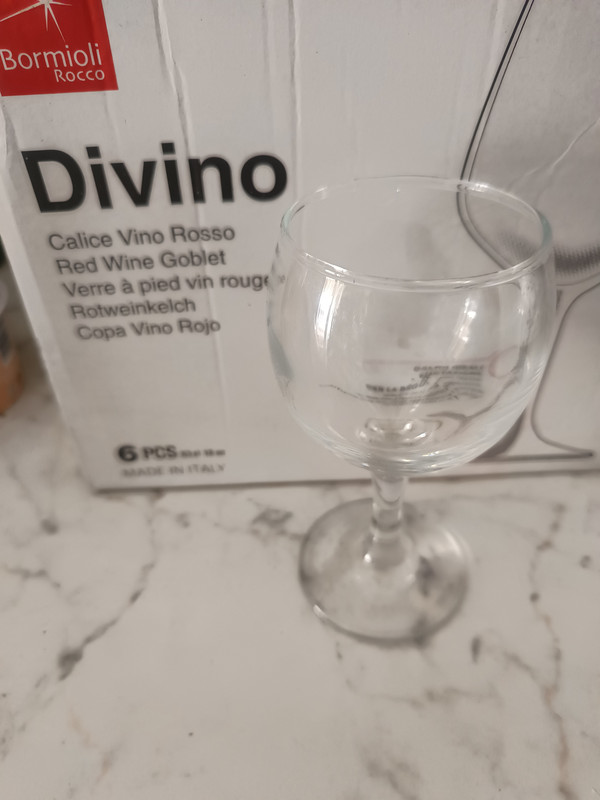 Bormioli
Rocco
Divino
Calice Vino Rosso
Red Wine Goblet
Verre à pied vin rouge
Rotweinkelch
Copa Vino Rojo
6 PCS
MADE IN ITALY